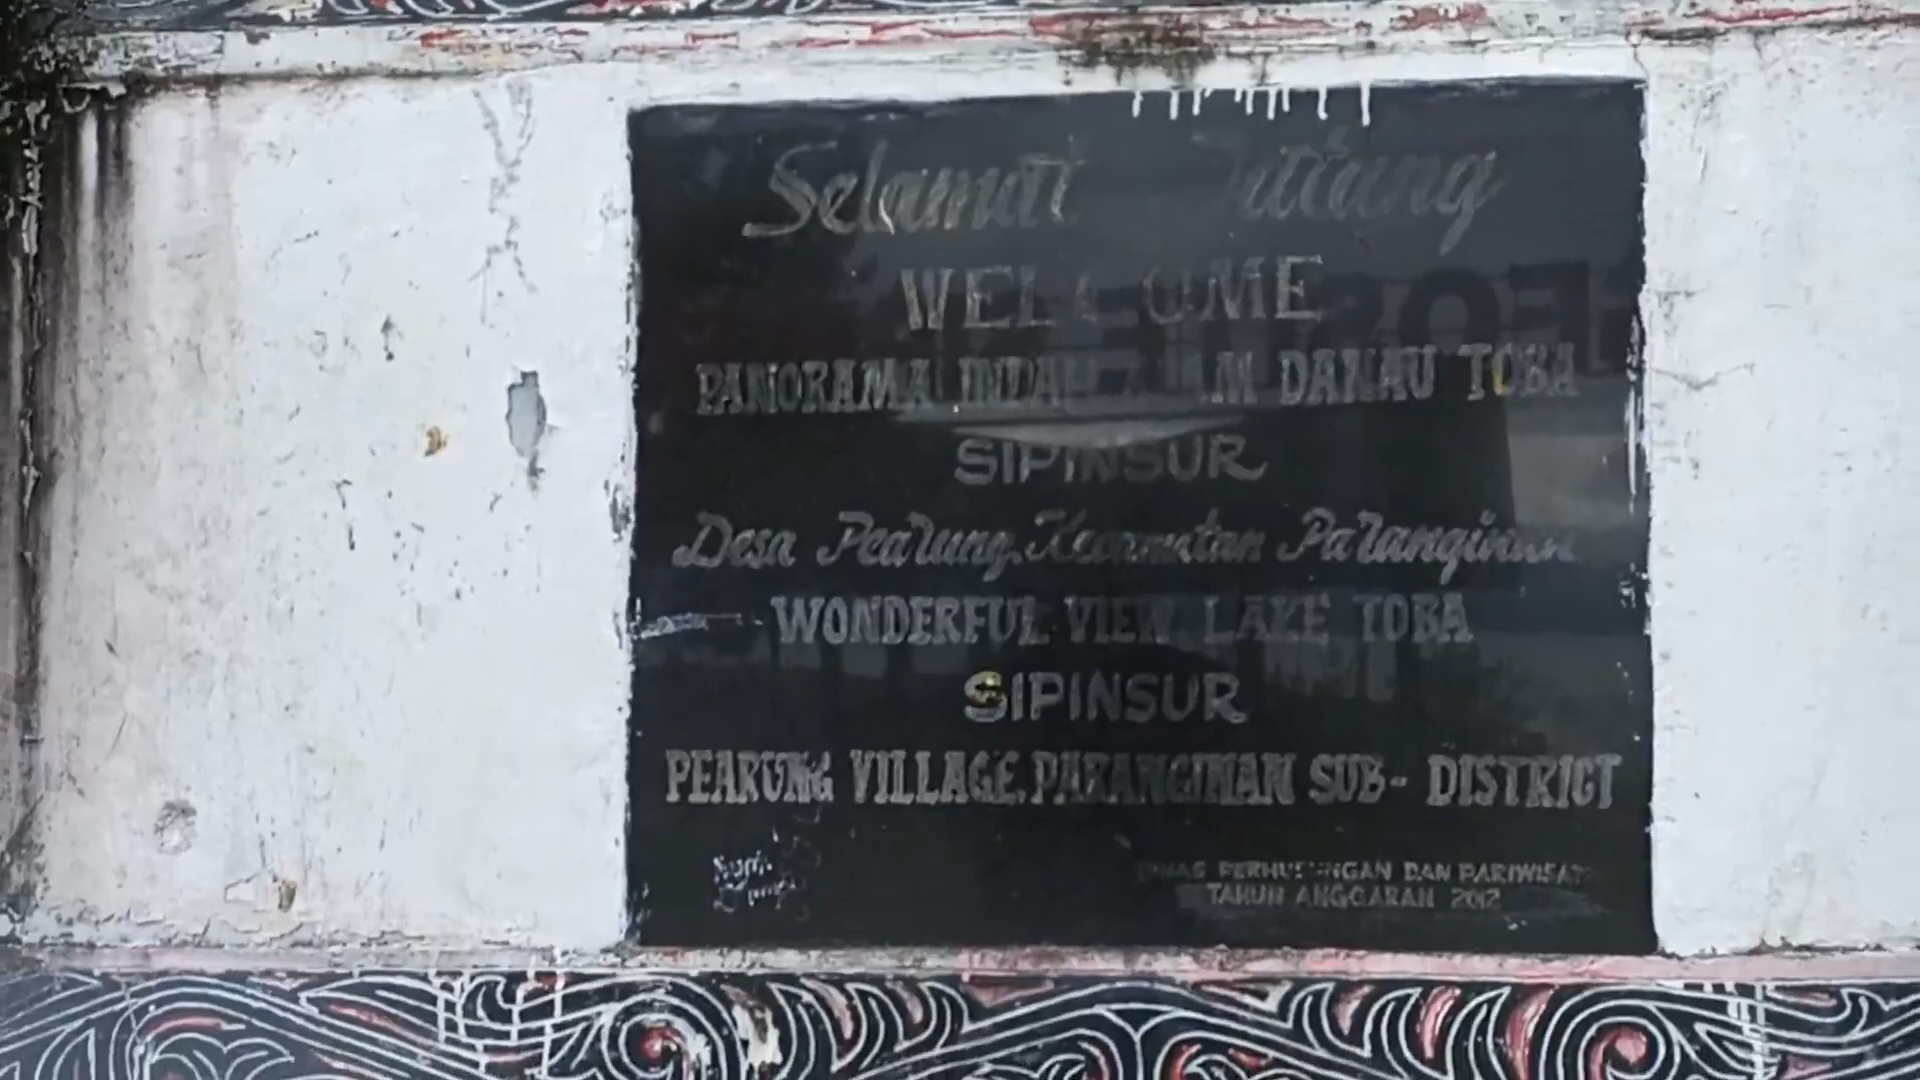 Selamat
WELCOME
PANORAMA INDAH DANAU TOBA
SIPINSUR
Desa Pearung, Kecamatan Paranginan
WONDERFUL VIEW LAKE TOBA
SIPINSUR
PEARUNG VILLAGE, PARANGINAN SUB-DISTRICT
DINAS PERHUBUNGAN DAN PARIWISATA
TAHUN ANGGARAN 2012